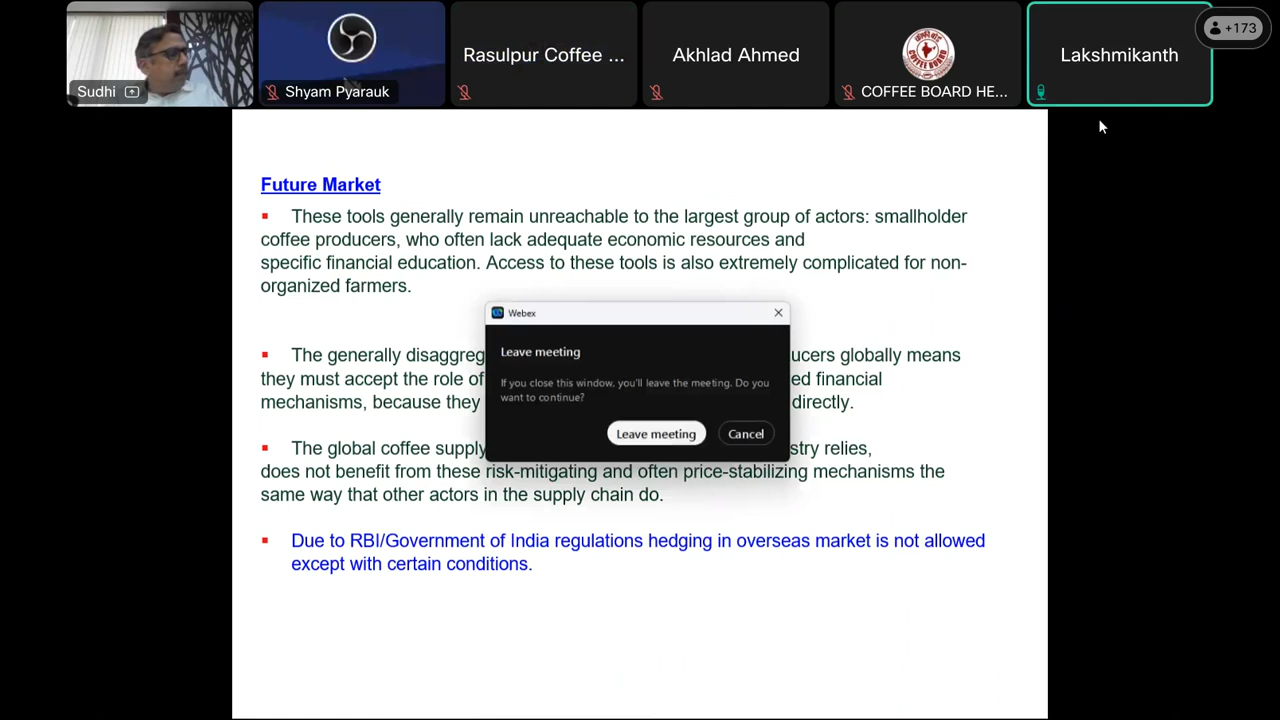 Sudhi
Shyam Pyarauk
Rasulpur Coffee ...
Akhlad Ahmed
COFFEE BOARD
COFFEE BOARD HE...
Lakshmikanth
+173
Future Market
▪ These tools generally remain unreachable to the largest group of actors: smallholder
coffee producers, who often lack adequate economic resources and
specific financial education. Access to these tools is also extremely complicated for non-
organized farmers.
Webex
Leave meeting
If you close this window, you'll leave the meeting. Do you
want to continue?
Leave meeting Cancel
▪ The generally disaggreg ucers globally means
they must accept the role of ed financial
mechanisms, because they directly.
▪ The global coffee supply stry relies,
does not benefit from these risk-mitigating and often price-stabilizing mechanisms the
same way that other actors in the supply chain do.
▪ Due to RBI/Government of India regulations hedging in overseas market is not allowed
except with certain conditions.